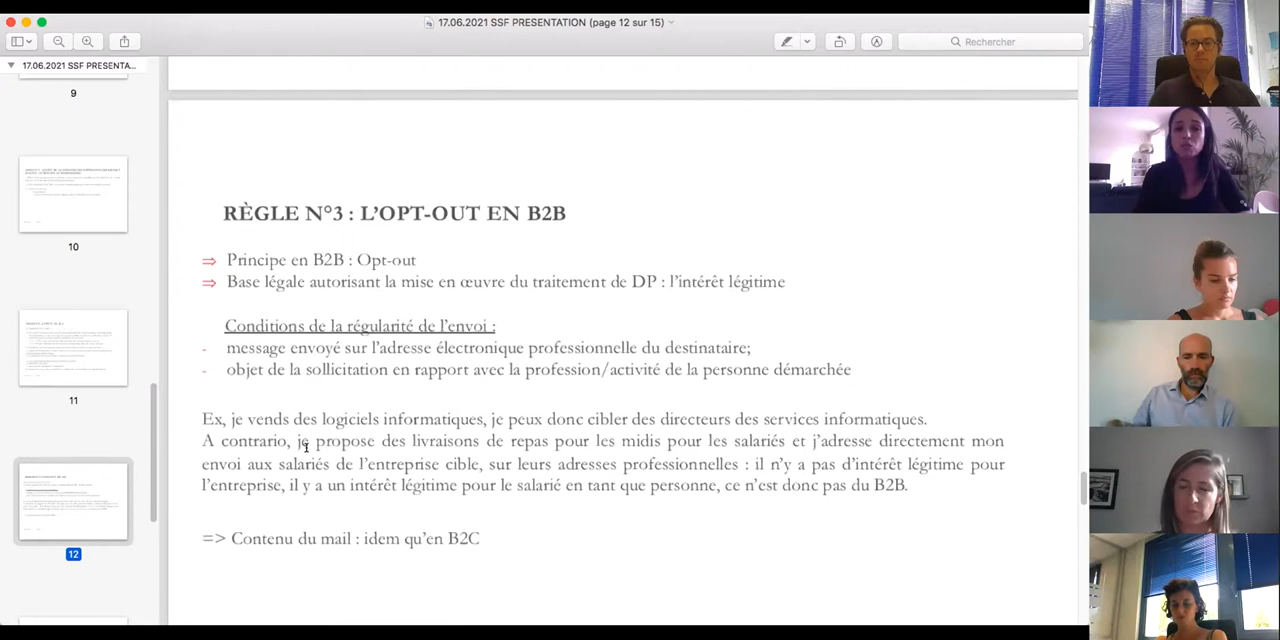 17.06.2021 SSF PRESENTATION (page 12 sur 15)
Rechercher
17.06.2021 SSF PRESENTA...
9
10
11
12
RÈGLE N°3 : L'OPT-OUT EN B2B
⇒ Principe en B2B : Opt-out
⇒ Base légale autorisant la mise en œuvre du traitement de DP : l'intérêt légitime
Conditions de la régularité de l'envoi :
- message envoyé sur l'adresse électronique professionnelle du destinataire;
- objet de la sollicitation en rapport avec la profession/activité de la personne démarchée
Ex, je vends des logiciels informatiques, je peux donc cibler des directeurs des services informatiques.
A contrario, je propose des livraisons de repas pour les midis pour les salariés et j'adresse directement mon
envoi aux salariés de l'entreprise cible, sur leurs adresses professionnelles : il n'y a pas d'intérêt légitime pour
l'entreprise, il y a un intérêt légitime pour le salarié en tant que personne, ce n'est donc pas du B2B.
=> Contenu du mail : idem qu'en B2C